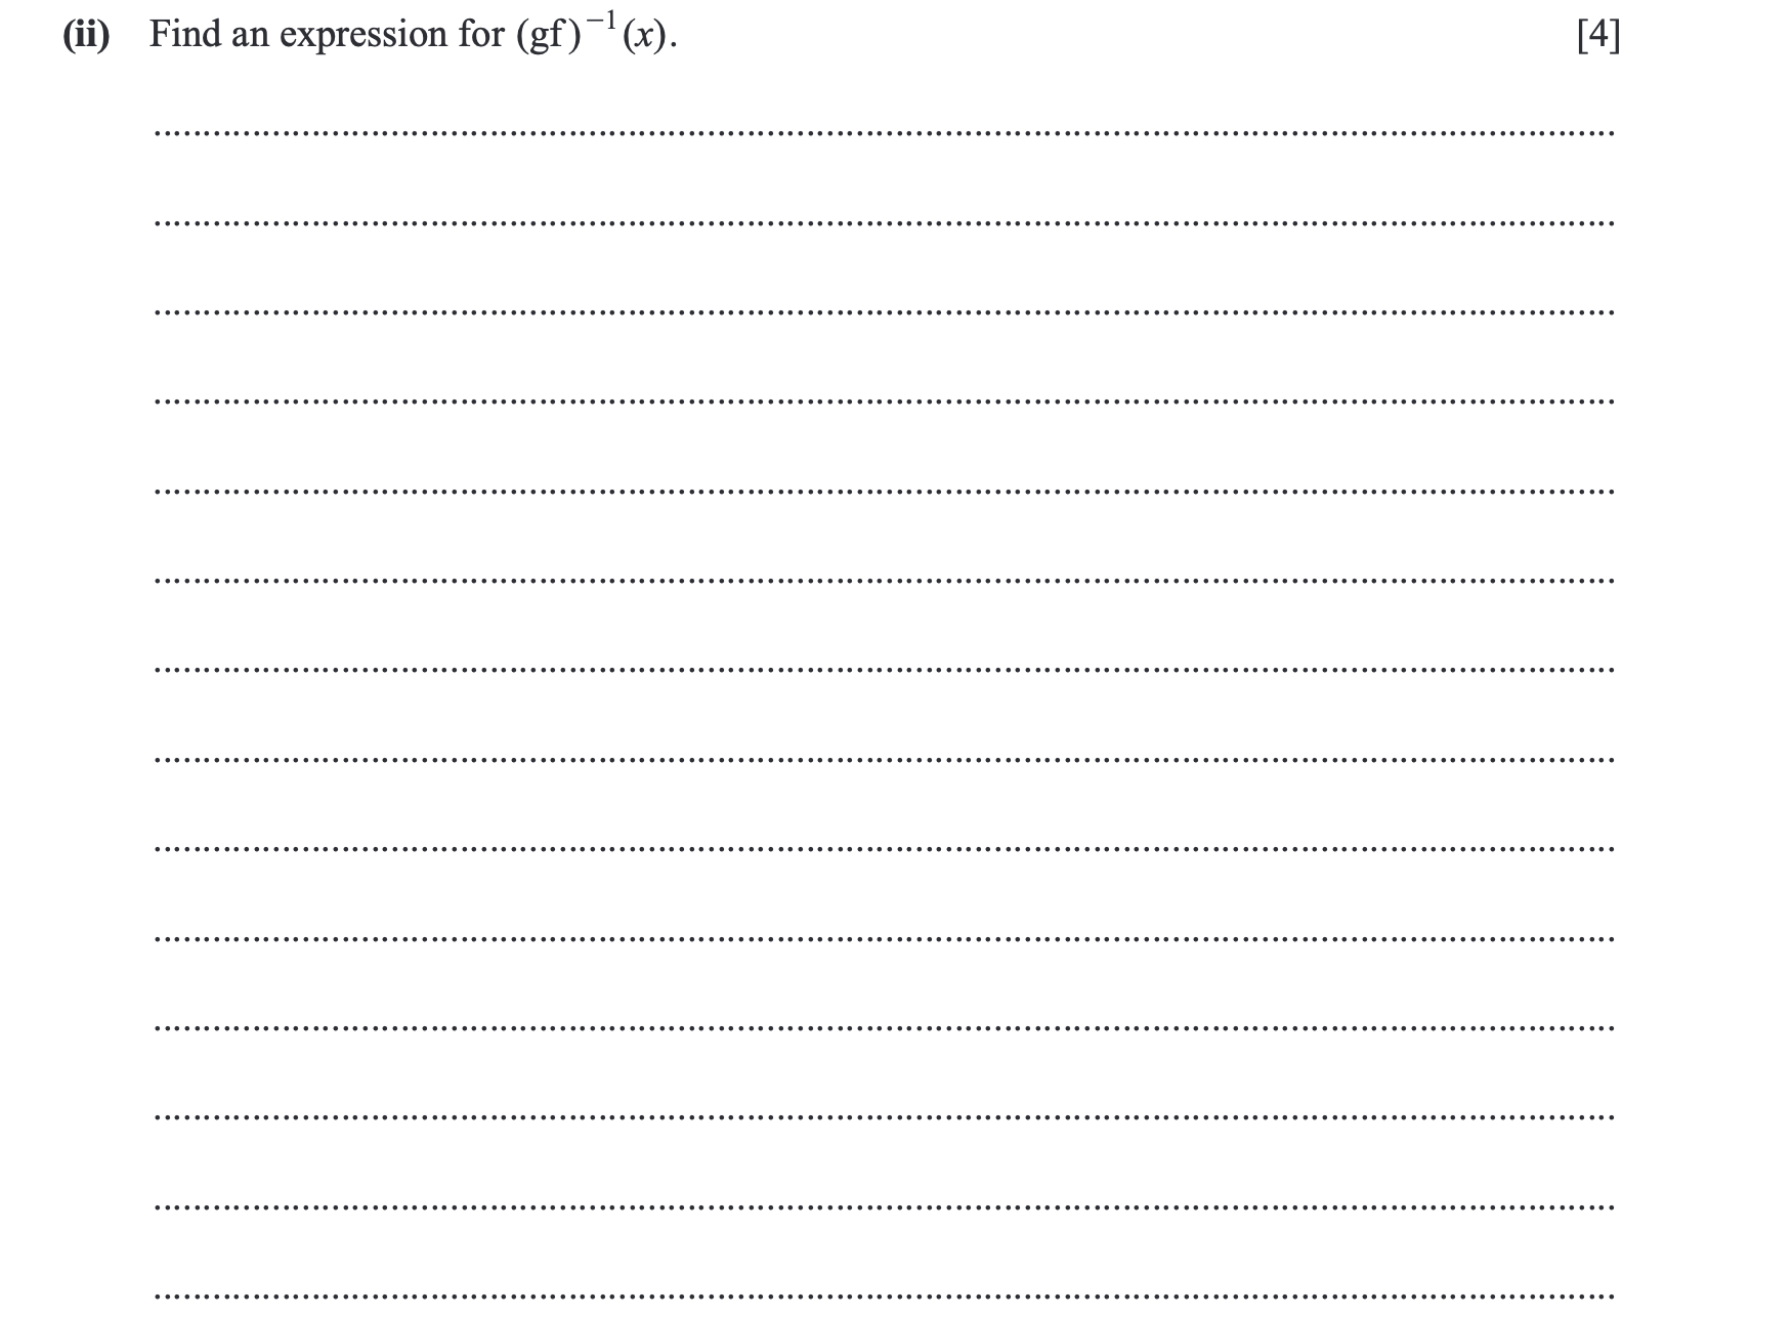 (ii) Find an expression for (gf)⁻¹(x). [4]